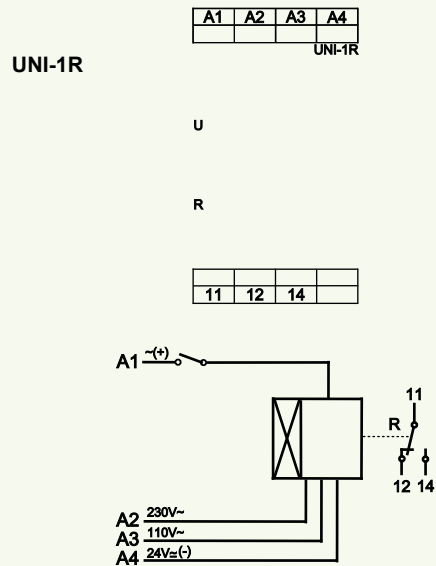 A1 A2 A3 A4
UNI-1R
UNI-1R
U
R
11 12 14
A1 ~(+)
11
R
12 14
A2 230V~
A3 110V~
A4 24V≃(-)